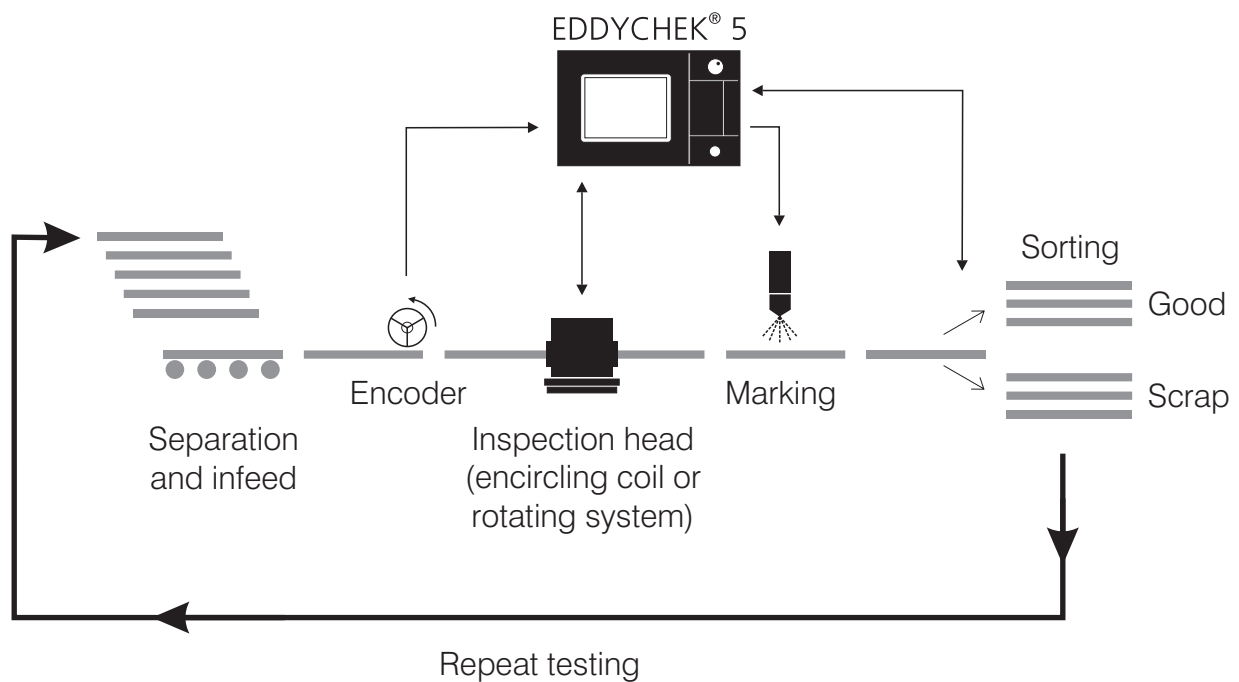 EDDYCHEK® 5
Sorting
Good
Encoder
Marking
Scrap
Separation
and infeed
Inspection head
(encircling coil or
rotating system)
Repeat testing